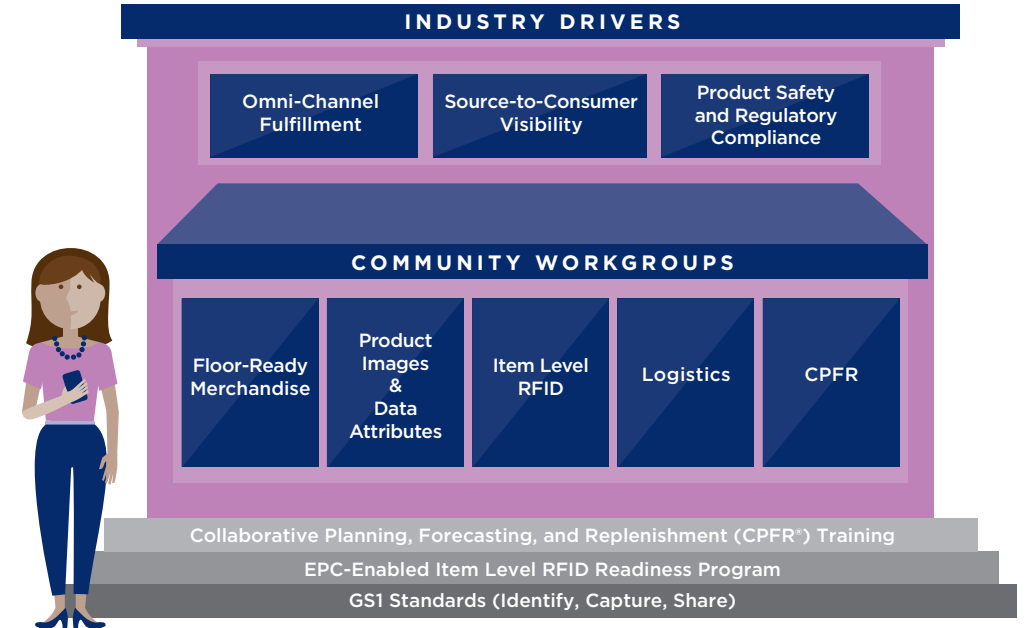 INDUSTRY DRIVERS
Omni-Channel
Fulfillment
Source-to-Consumer
Visibility
Product Safety
and Regulatory
Compliance
COMMUNITY WORKGROUPS
Floor-Ready
Merchandise
Product
Images
&
Data
Attributes
Item Level
RFID
Logistics
CPFR
Collaborative Planning, Forecasting, and Replenishment (CPFR®) Training
EPC-Enabled Item Level RFID Readiness Program
GS1 Standards (Identify, Capture, Share)